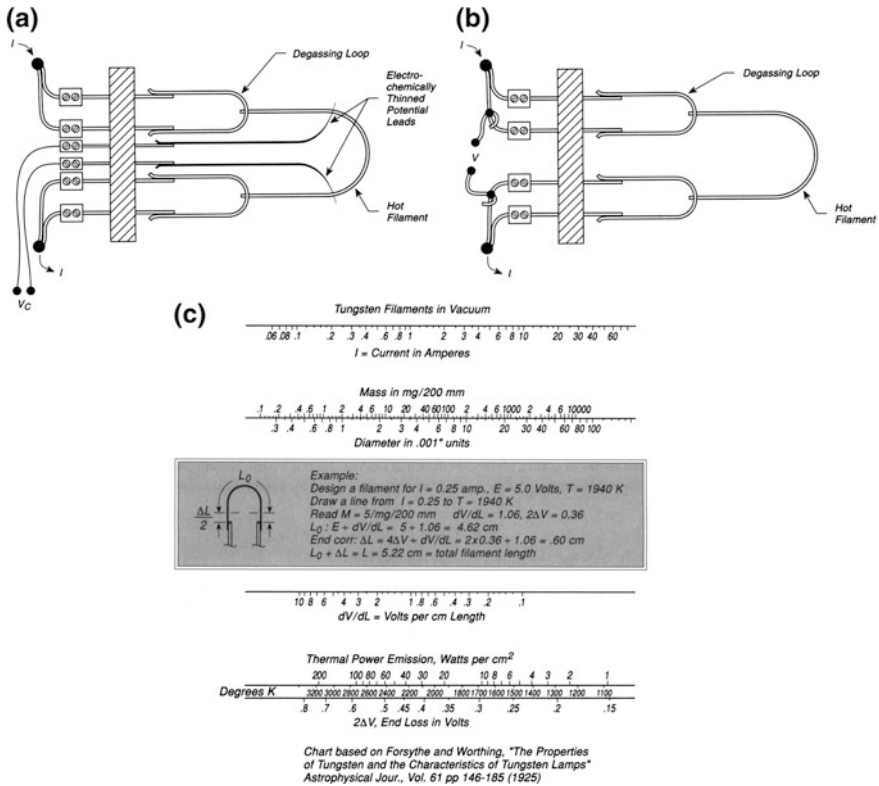 (a)
I
Degassing Loop
Electro-
chemically
Thinned
Potential
Leads
Hot
Filament
I
VC
(b)
I
Degassing Loop
V
Hot
Filament
I
(c)
Tungsten Filaments in Vacuum
.06 .08 .1 .2 .3 .4 .6 .8 1 2 3 4 6 8 10 20 30 40 60
I = Current in Amperes
Mass in mg/200 mm
.1 .2 .4 .6 1 2 4 6 10 20 40 60 100 2 4 6 1000 2 4 6 10000
.3 .4 .6 .8 1 2 3 4 6 8 10 20 40 60 80 100
Diameter in .001" units
L0
ΔL
2
Example:
Design a filament for I = 0.25 amp., E = 5.0 Volts, T = 1940 K
Draw a line from I = 0.25 to T = 1940 K
Read M = 5/mg/200 mm dV/dL = 1.06, 2ΔV = 0.36
L0 : E ÷ dV/dL = 5 ÷ 1.06 = 4.62 cm
End corr: ΔL = 4ΔV ÷ dV/dL = 2x0.36 ÷ 1.06 = .60 cm
L0 + ΔL = L = 5.22 cm = total filament length
10 8 6 4 3 2 1 .8 .6 .4 .3 .2 .1
dV/dL = Volts per cm Length
Thermal Power Emission, Watts per cm2
200 100 80 60 40 30 20 10 8 6 4 3 2 1
Degrees K 3200 3000 2800 2600 2400 2200 2000 1800 1700 1600 1500 1400 1300 1200 1100
.8 .7 .6 .5 .45 .4 .35 .3 .25 .2 .15
2ΔV, End Loss in Volts
Chart based on Forsythe and Worthing, "The Properties
of Tungsten and the Characteristics of Tungsten Lamps"
Astrophysical Jour., Vol. 61 pp 146-185 (1925)